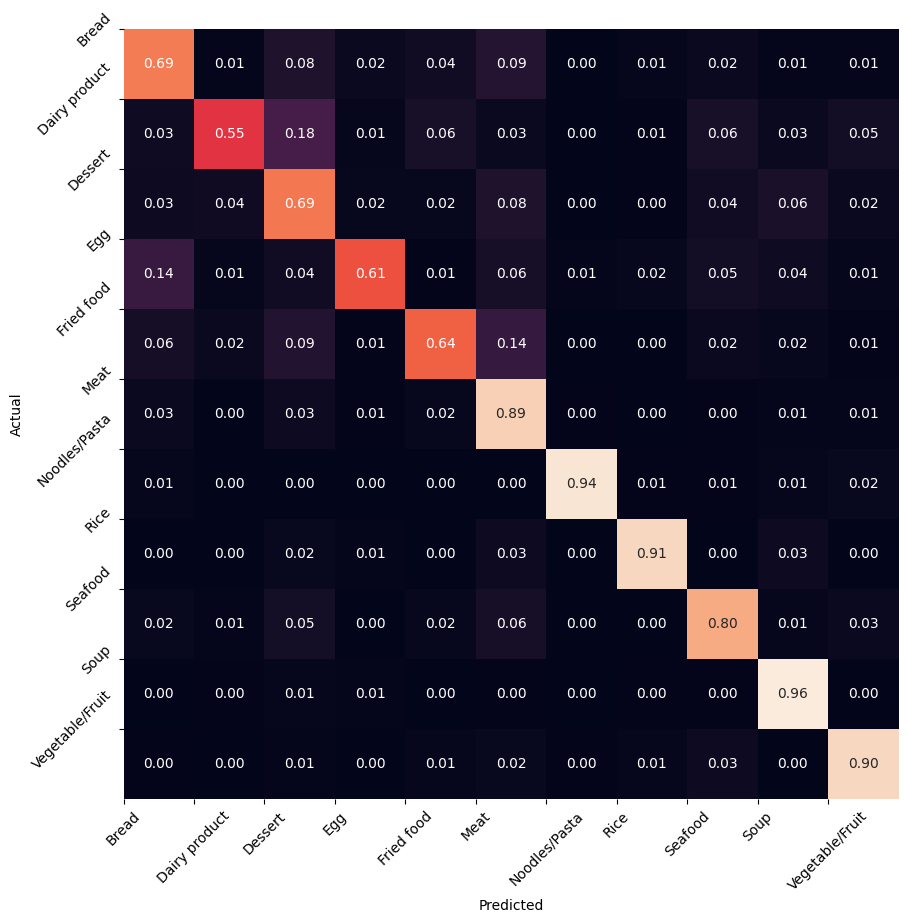 Actual
Bread 0.69 0.01 0.08 0.02 0.04 0.09 0.00 0.01 0.02 0.01 0.01
Dairy product 0.03 0.55 0.18 0.01 0.06 0.03 0.00 0.01 0.06 0.03 0.05
Dessert 0.03 0.04 0.69 0.02 0.02 0.08 0.00 0.00 0.04 0.06 0.02
Egg 0.14 0.01 0.04 0.61 0.01 0.06 0.01 0.02 0.05 0.04 0.01
Fried food 0.06 0.02 0.09 0.01 0.64 0.14 0.00 0.00 0.02 0.02 0.01
Meat 0.03 0.00 0.03 0.01 0.02 0.89 0.00 0.00 0.00 0.01 0.01
Noodles/Pasta 0.01 0.00 0.00 0.00 0.00 0.00 0.94 0.01 0.01 0.01 0.02
Rice 0.00 0.00 0.02 0.01 0.00 0.03 0.00 0.91 0.00 0.03 0.00
Seafood 0.02 0.01 0.05 0.00 0.02 0.06 0.00 0.00 0.80 0.01 0.03
Soup 0.00 0.00 0.01 0.01 0.00 0.00 0.00 0.00 0.00 0.96 0.00
Vegetable/Fruit 0.00 0.00 0.01 0.00 0.01 0.02 0.00 0.01 0.03 0.00 0.90
Bread Dairy product Dessert Egg Fried food Meat Noodles/Pasta Rice Seafood Soup Vegetable/Fruit
Predicted